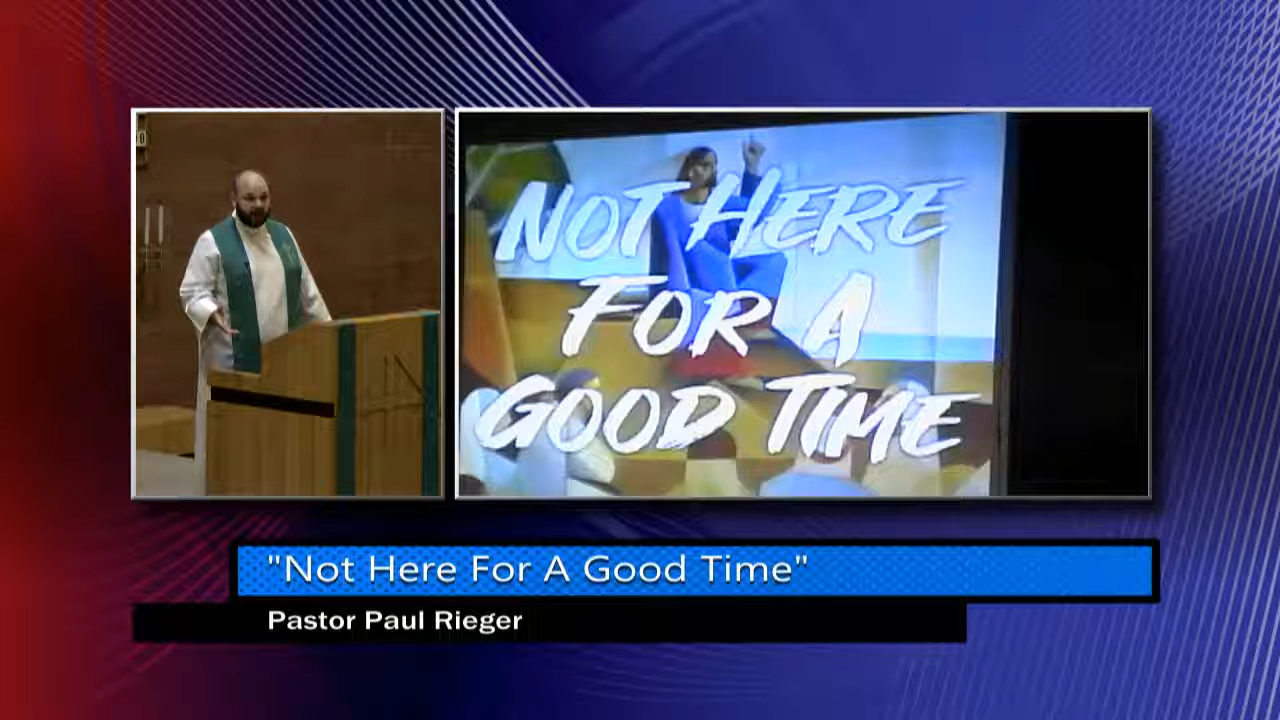 NOT HERE
FOR A
GOOD TIME
"Not Here For A Good Time"
Pastor Paul Rieger